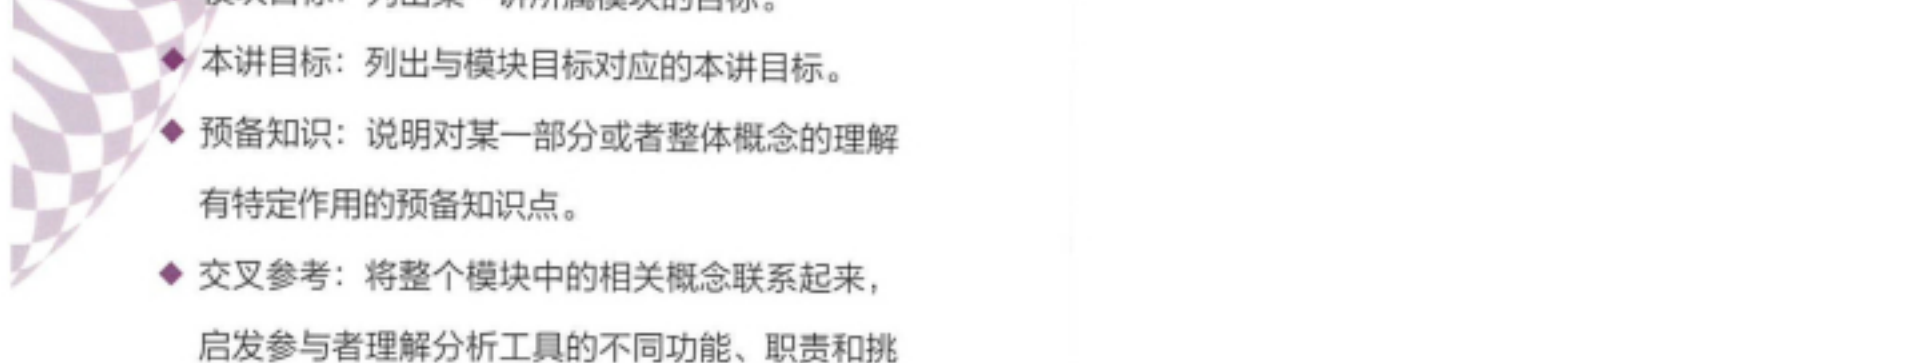 ◆ 本讲目标：列出与模块目标对应的本讲目标。
◆ 预备知识：说明对某一部分或者整体概念的理解
有特定作用的预备知识点。
◆ 交叉参考：将整个模块中的相关概念联系起来，
启发参与者理解分析工具的不同功能、职责和挑